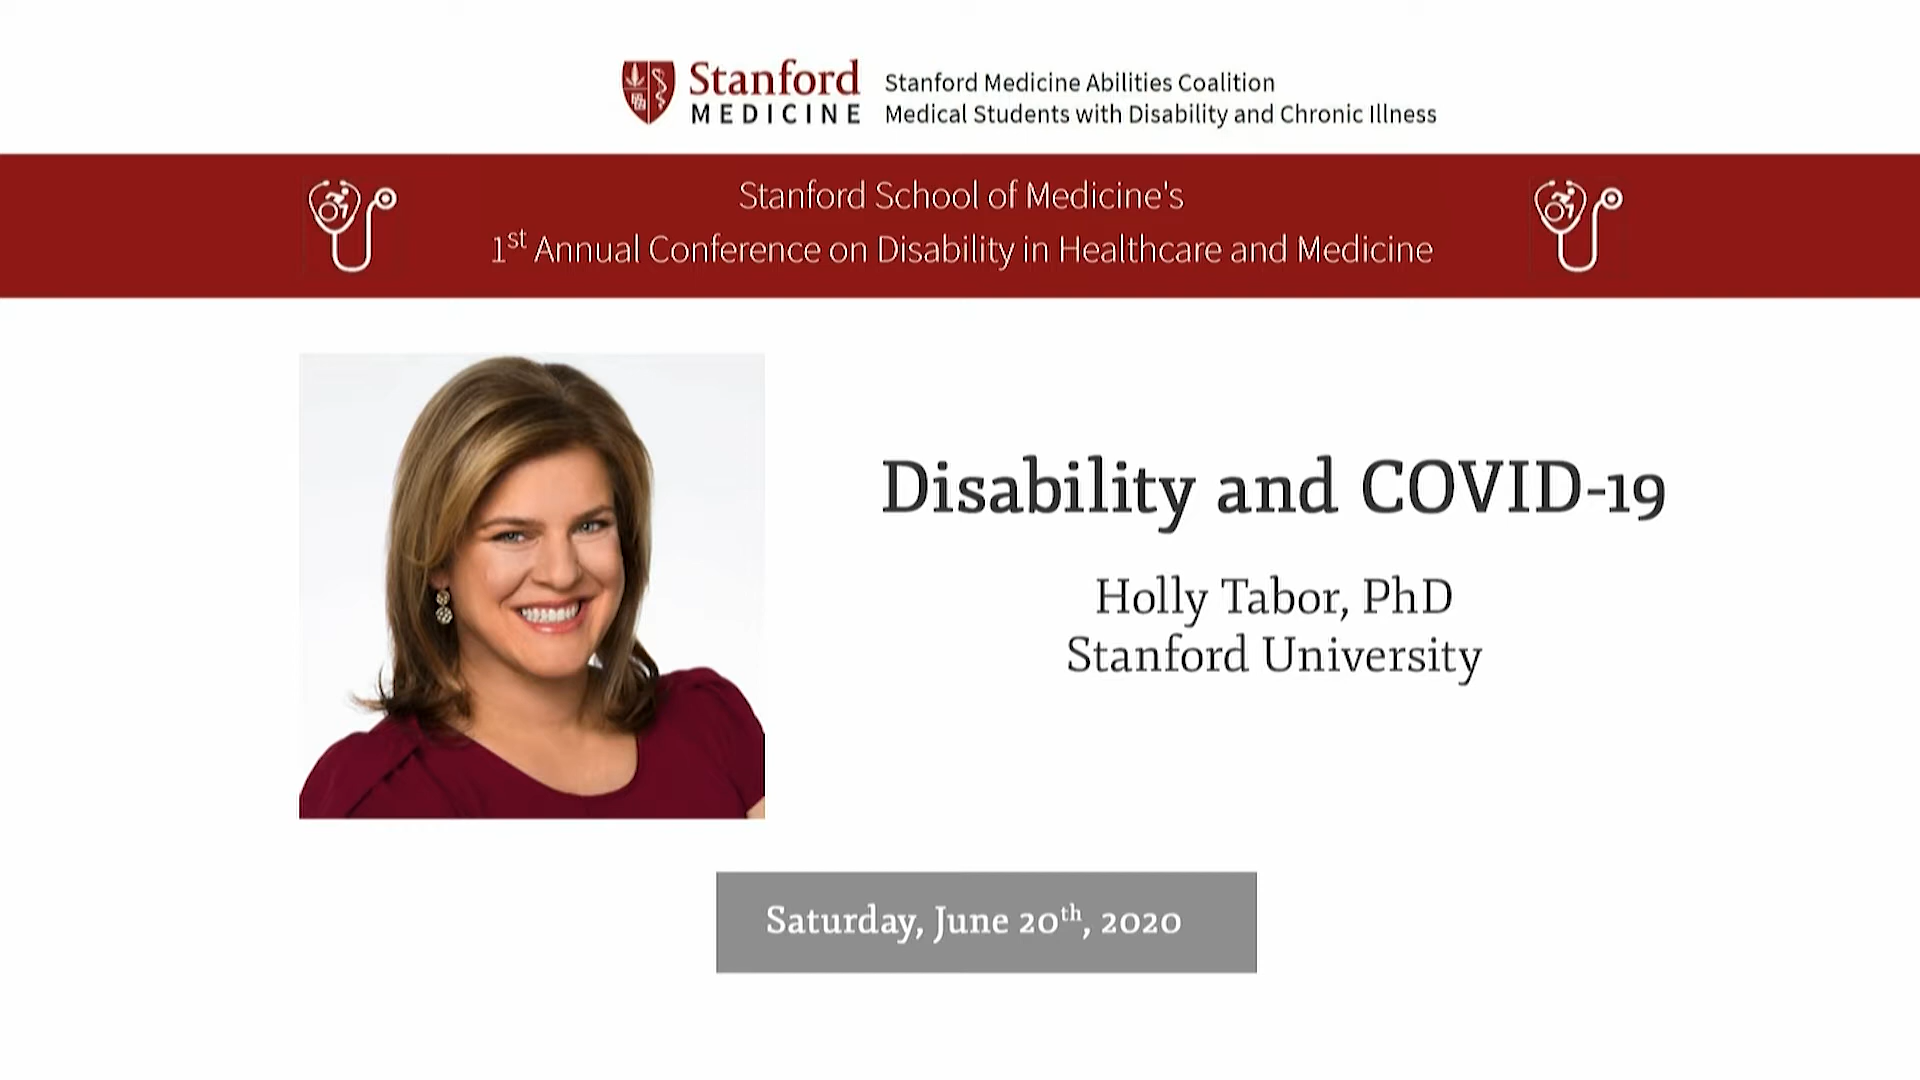 Stanford
MEDICINE
Stanford Medicine Abilities Coalition
Medical Students with Disability and Chronic Illness
Stanford School of Medicine's
1st Annual Conference on Disability in Healthcare and Medicine
Disability and COVID-19
Holly Tabor, PhD
Stanford University
Saturday, June 20th, 2020